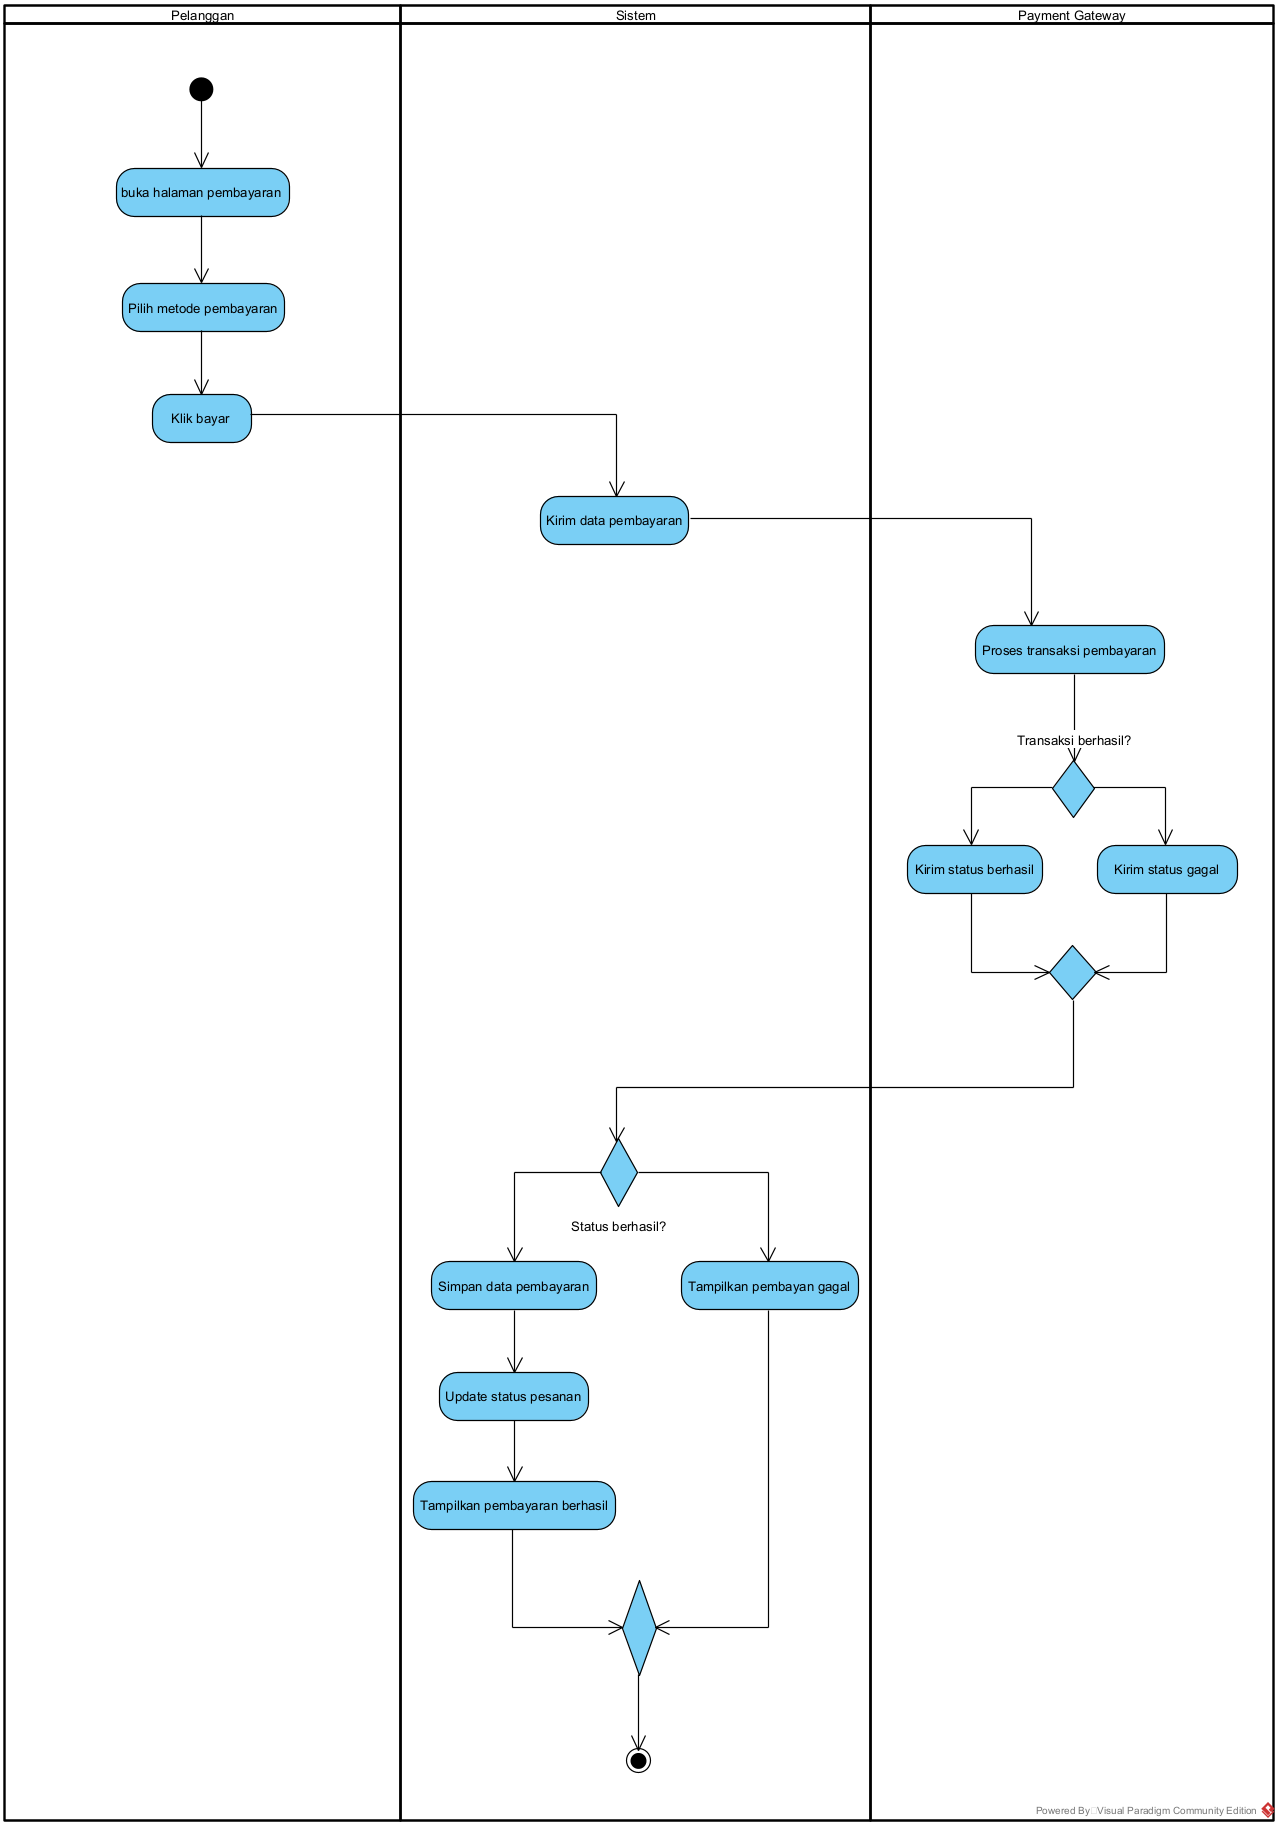 Pelanggan
Sistem
Payment Gateway
buka halaman pembayaran
Pilih metode pembayaran
Klik bayar
Kirim data pembayaran
Proses transaksi pembayaran
Transaksi berhasil?
Kirim status berhasil
Kirim status gagal
Status berhasil?
Simpan data pembayaran
Tampilkan pembayan gagal
Update status pesanan
Tampilkan pembayaran berhasil
Powered By Visual Paradigm Community Edition